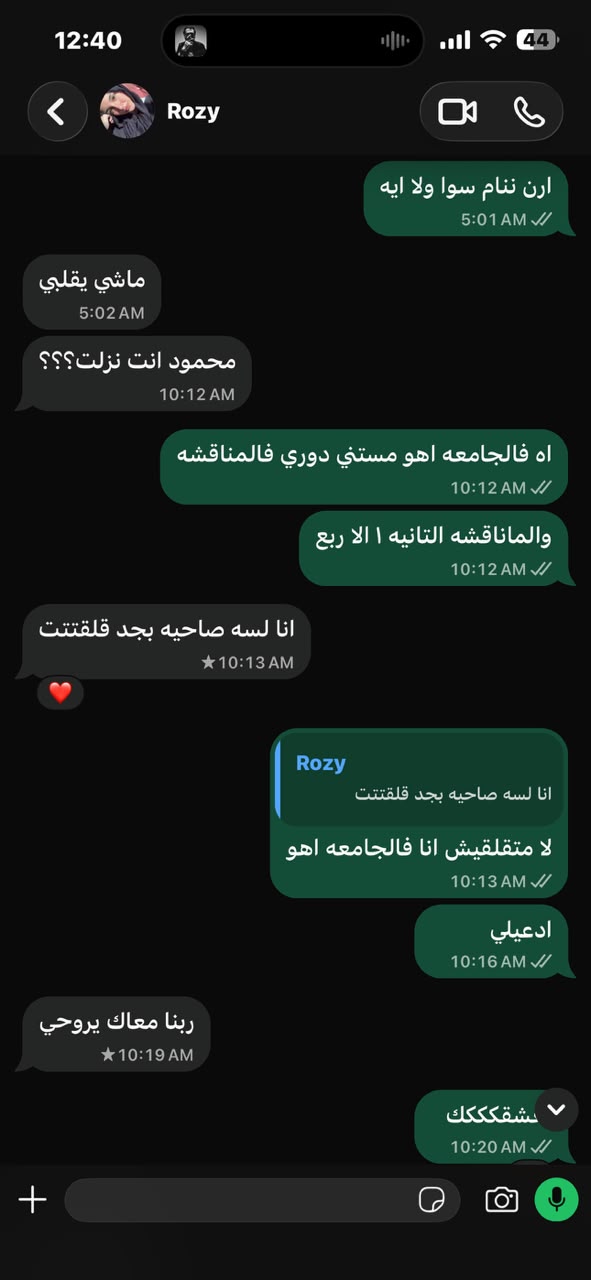 12:40
44
Rozy
ارن ننام سوا ولا ايه
5:01 AM
ماشي يقلبي
5:02 AM
محمود انت نزلت؟؟؟
10:12 AM
اه فالجامعه اهو مستني دوري فالمناقشه
10:12 AM
والماناقشه التانيه ١ الا ربع
10:12 AM
انا لسه صاحيه بجد قلقتتت
10:13 AM
Rozy
انا لسه صاحيه بجد قلقتتت
لا متقلقيش انا فالجامعه اهو
10:13 AM
ادعيلي
10:16 AM
ربنا معاك يروحي
10:19 AM
10:20 AM